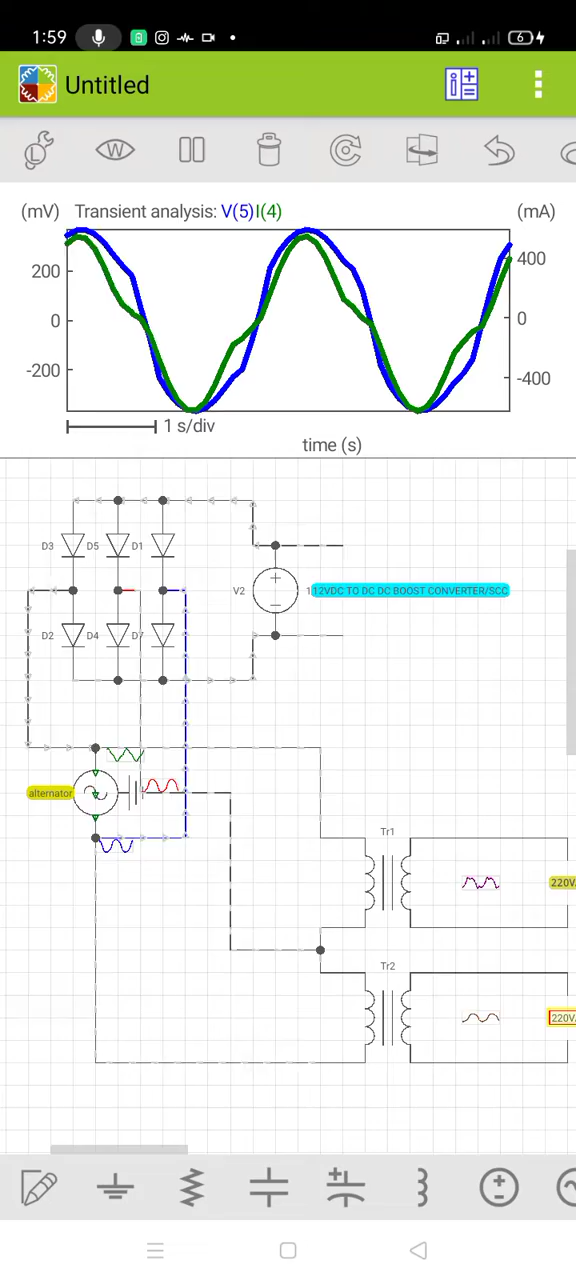 1:59
6
Untitled
L
W
(mV) Transient analysis: V(5)I(4) (mA)
200
0
-200
400
0
-400
1 s/div
time (s)
D3 D5 D1
V2
12VDC TO DC DC BOOST CONVERTER/SCC
D2 D4
alternator
Tr1
220V
Tr2
220V